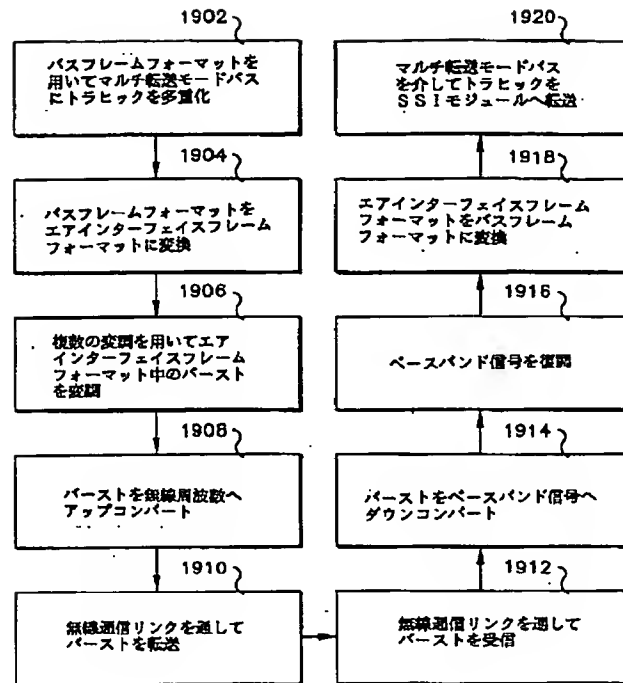 1902
バスフレームフォーマットを
用いてマルチ転送モードバス
にトラヒックを多重化
1904
バスフレームフォーマットを
エアインターフェイスフレーム
フォーマットに変換
1906
複数の変調を用いてエア
インターフェイスフレーム
フォーマット中のバースト
を変調
1908
バーストを無線周波数へ
アップコンバート
1910
無線通信リンクを通して
バーストを転送
1912
無線通信リンクを通して
バーストを受信
1914
バーストをベースバンド信号へ
ダウンコンバート
1916
ベースバンド信号を復調
1918
エアインターフェイスフレーム
フォーマットをバスフレーム
フォーマットに変換
1920
マルチ転送モードバス
を介してトラヒックを
SSIモジュールへ転送